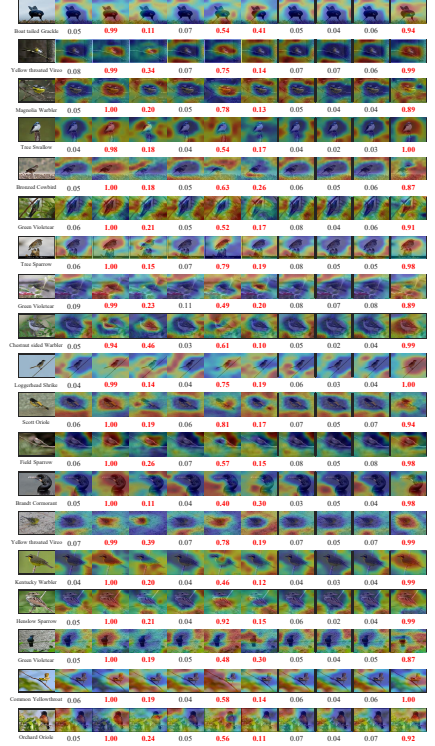 Boat tailed Grackle 0.05 0.99 0.11 0.07 0.54 0.41 0.05 0.04 0.06 0.94
Yellow throated Vireo 0.08 0.99 0.34 0.07 0.75 0.14 0.07 0.07 0.06 0.99
Magnolia Warbler 0.05 1.00 0.20 0.05 0.78 0.13 0.05 0.04 0.04 0.89
Tree Swallow 0.04 0.98 0.18 0.04 0.54 0.17 0.04 0.02 0.03 1.00
Bronzed Cowbird 0.05 1.00 0.18 0.05 0.63 0.26 0.06 0.05 0.06 0.87
Green Violetear 0.06 1.00 0.21 0.05 0.52 0.17 0.08 0.04 0.06 0.91
Tree Sparrow 0.06 1.00 0.15 0.07 0.79 0.19 0.08 0.05 0.05 0.98
Green Violetear 0.09 0.99 0.23 0.11 0.49 0.20 0.08 0.07 0.08 0.89
Chestnut sided Warbler 0.05 0.94 0.46 0.03 0.61 0.10 0.05 0.02 0.04 0.99
Loggerhead Shrike 0.04 0.99 0.14 0.04 0.75 0.19 0.06 0.03 0.04 1.00
Scott Oriole 0.06 1.00 0.19 0.06 0.81 0.17 0.07 0.05 0.07 0.94
Field Sparrow 0.06 1.00 0.26 0.07 0.57 0.15 0.08 0.05 0.08 0.98
Brandt Cormorant 0.05 1.00 0.11 0.04 0.40 0.30 0.03 0.05 0.04 0.98
Yellow throated Vireo 0.07 0.99 0.39 0.07 0.78 0.19 0.07 0.05 0.07 0.99
Kentucky Warbler 0.04 1.00 0.20 0.04 0.46 0.12 0.04 0.03 0.04 0.99
Henslow Sparrow 0.05 1.00 0.21 0.04 0.92 0.15 0.06 0.02 0.04 0.99
Green Violetear 0.05 1.00 0.19 0.05 0.48 0.30 0.05 0.04 0.05 0.87
Common Yellowthroat 0.06 1.00 0.19 0.04 0.58 0.14 0.06 0.04 0.06 1.00
Orchard Oriole 0.05 1.00 0.24 0.05 0.56 0.11 0.07 0.04 0.07 0.92